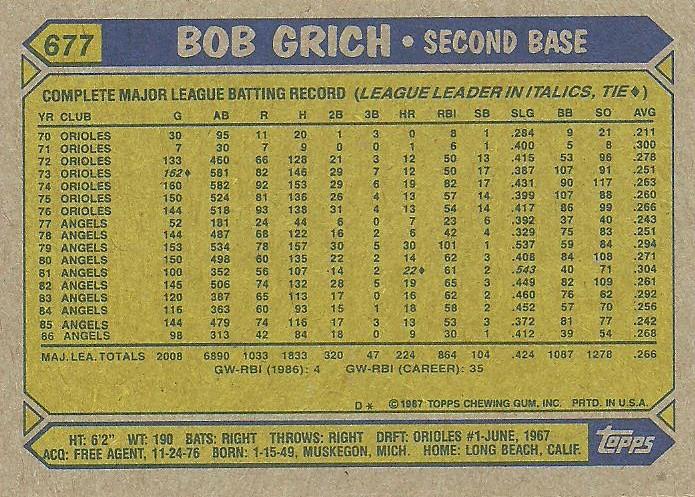 677 BOB GRICH • SECOND BASE
COMPLETE MAJOR LEAGUE BATTING RECORD (LEAGUE LEADER IN ITALICS, TIE♦)
YR CLUB G AB R H 2B 3B HR RBI SB SLG BB SO AVG
70 ORIOLES 30 95 11 20 1 3 0 8 1 .284 9 21 .211
71 ORIOLES 7 30 7 9 0 0 1 6 1 .400 5 8 .300
72 ORIOLES 133 460 66 128 21 3 12 50 13 .415 53 96 .278
73 ORIOLES 162♦ 581 82 146 29 7 12 50 17 .387 107 91 .251
74 ORIOLES 160 582 92 153 29 6 19 82 17 .431 90 117 .263
75 ORIOLES 150 524 81 136 26 4 13 57 14 .399 107 88 .260
76 ORIOLES 144 518 93 138 31 4 13 54 14 .417 86 99 .266
77 ANGELS 52 181 24 44 6 0 7 23 6 .392 37 40 .243
78 ANGELS 144 487 68 122 16 2 6 42 4 .329 75 83 .251
79 ANGELS 153 534 78 157 30 5 30 101 1 .537 59 84 .294
80 ANGELS 150 498 60 135 22 2 14 62 3 .408 84 108 .271
81 ANGELS 100 352 56 107 14 2 22♦ 61 2 .543 40 71 .304
82 ANGELS 145 506 74 132 28 5 19 65 3 .449 82 109 .261
83 ANGELS 120 387 65 113 17 0 16 62 2 .460 76 62 .292
84 ANGELS 116 363 60 93 15 1 18 58 2 .452 57 70 .256
85 ANGELS 144 479 74 116 17 3 13 53 3 .372 81 77 .242
86 ANGELS 98 313 42 84 18 0 9 30 1 .412 39 54 .268
MAJ. LEA. TOTALS 2008 6890 1033 1833 320 47 224 864 104 .424 1087 1278 .266
GW-RBI (1986): 4 GW-RBI (CAREER): 35
D* ©1987 TOPPS CHEWING GUM, INC. PRTD. IN U.S.A.
HT: 6'2" WT: 190 BATS: RIGHT THROWS: RIGHT DRFT: ORIOLES #1-JUNE, 1967
ACQ: FREE AGENT, 11-24-76 BORN: 1-15-49, MUSKEGON, MICH. HOME: LONG BEACH, CALIF.
topps